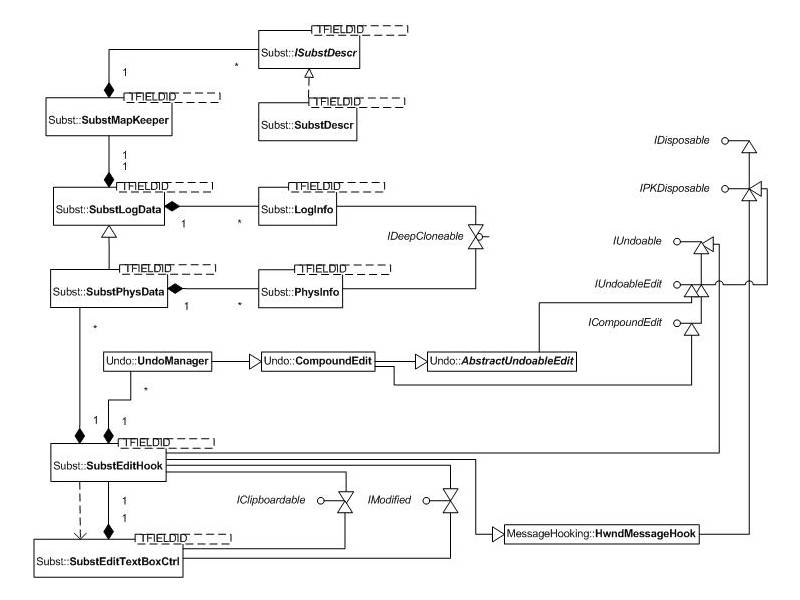 TFIELDID
Subst::ISubstDescr
1
*
TFIELDID
TFIELDID
Subst::SubstMapKeeper
Subst::SubstDescr
IDisposable
1
1
TFIELDID
TFIELDID
IPKDisposable
Subst::SubstLogData
Subst::LogInfo
1
*
IDeepCloneable
IUndoable
TFIELDID
TFIELDID
IUndoableEdit
Subst::SubstPhysData
Subst::PhysInfo
1
*
*
ICompoundEdit
Undo::UndoManager
Undo::CompoundEdit
Undo::AbstractUndoableEdit
*
1
1
TFIELDID
Subst::SubstEditHook
1
IClipboardable
IModified
1
TFIELDID
MessageHooking::HwndMessageHook
Subst::SubstEditTextBoxCtrl